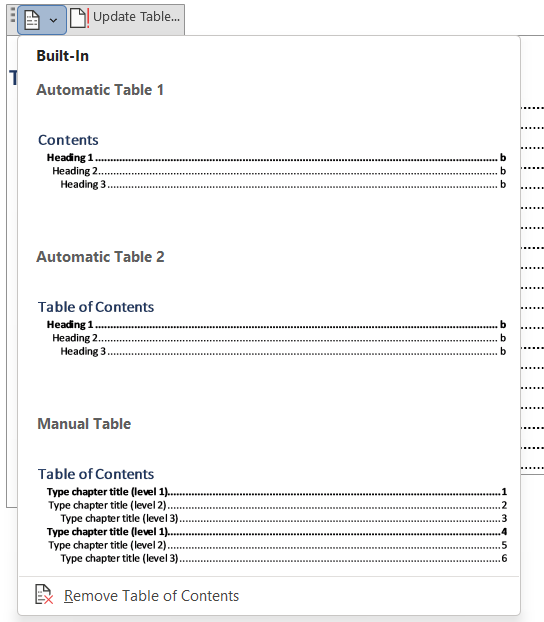 Update Table...
Built-In
T
Automatic Table 1
Contents
Heading 1........b
Heading 2........b
Heading 3........b
Automatic Table 2
Table of Contents
Heading 1........b
Heading 2........b
Heading 3........b
Manual Table
Table of Contents
Type chapter title (level 1)........1
Type chapter title (level 2)........2
Type chapter title (level 3)........3
Type chapter title (level 1)........4
Type chapter title (level 2)........5
Type chapter title (level 3)........6
Remove Table of Contents